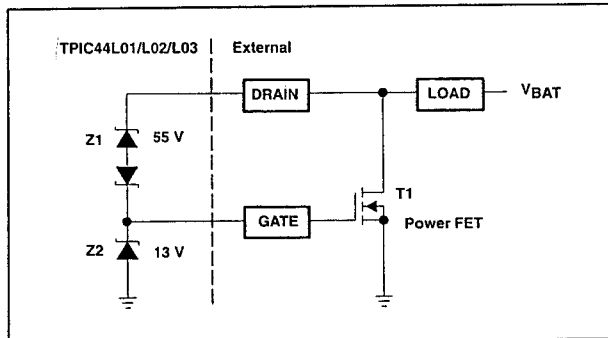 TPIC44L01/L02/L03 External
DRAIN
LOAD
VBAT
Z1 55 V
T1
GATE
Power FET
Z2 13 V